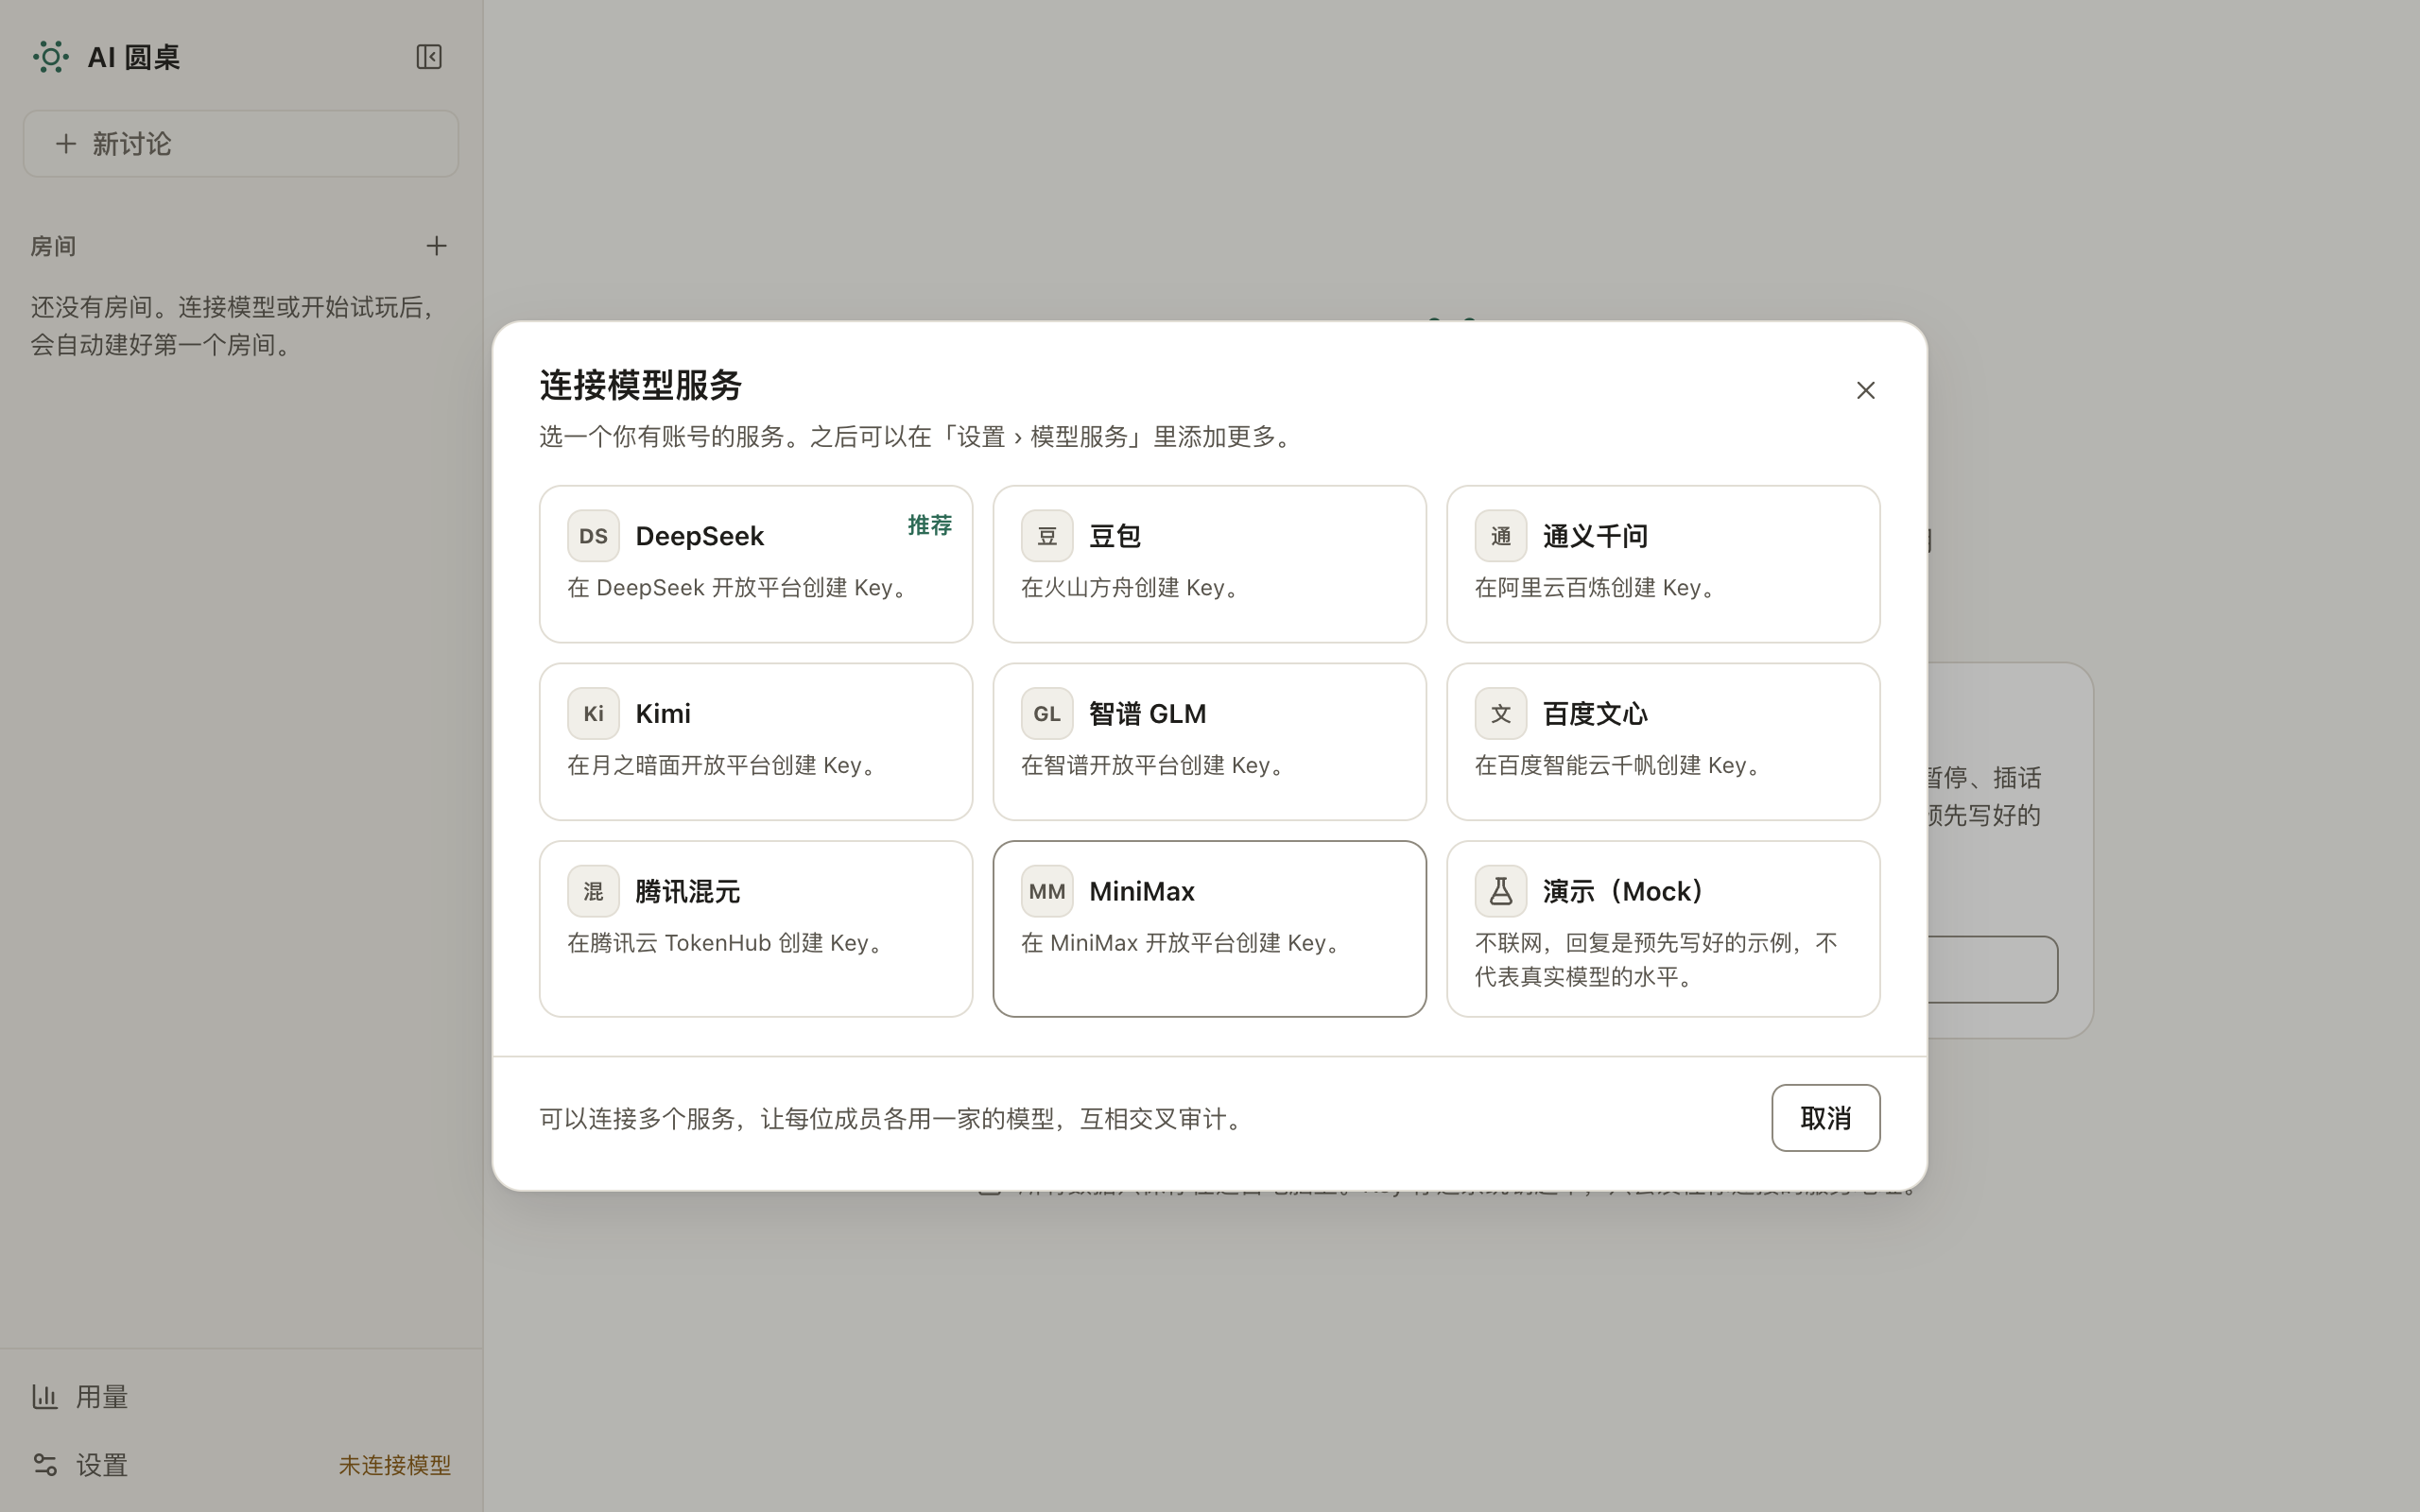 AI 圆桌
新讨论
房间
还没有房间。连接模型或开始试玩后，
会自动建好第一个房间。
连接模型服务
选一个你有账号的服务。之后可以在「设置 › 模型服务」里添加更多。
DS DeepSeek 推荐
在 DeepSeek 开放平台创建 Key。
豆 豆包
在火山方舟创建 Key。
通 通义千问
在阿里云百炼创建 Key。
Ki Kimi
在月之暗面开放平台创建 Key。
GL 智谱 GLM
在智谱开放平台创建 Key。
文 百度文心
在百度智能云千帆创建 Key。
混 腾讯混元
在腾讯云 TokenHub 创建 Key。
MM MiniMax
在 MiniMax 开放平台创建 Key。
演示（Mock）
不联网，回复是预先写好的示例，不
代表真实模型的水平。
暂停、插话
预先写好的
可以连接多个服务，让每位成员各用一家的模型，互相交叉审计。
取消
用量
设置
未连接模型